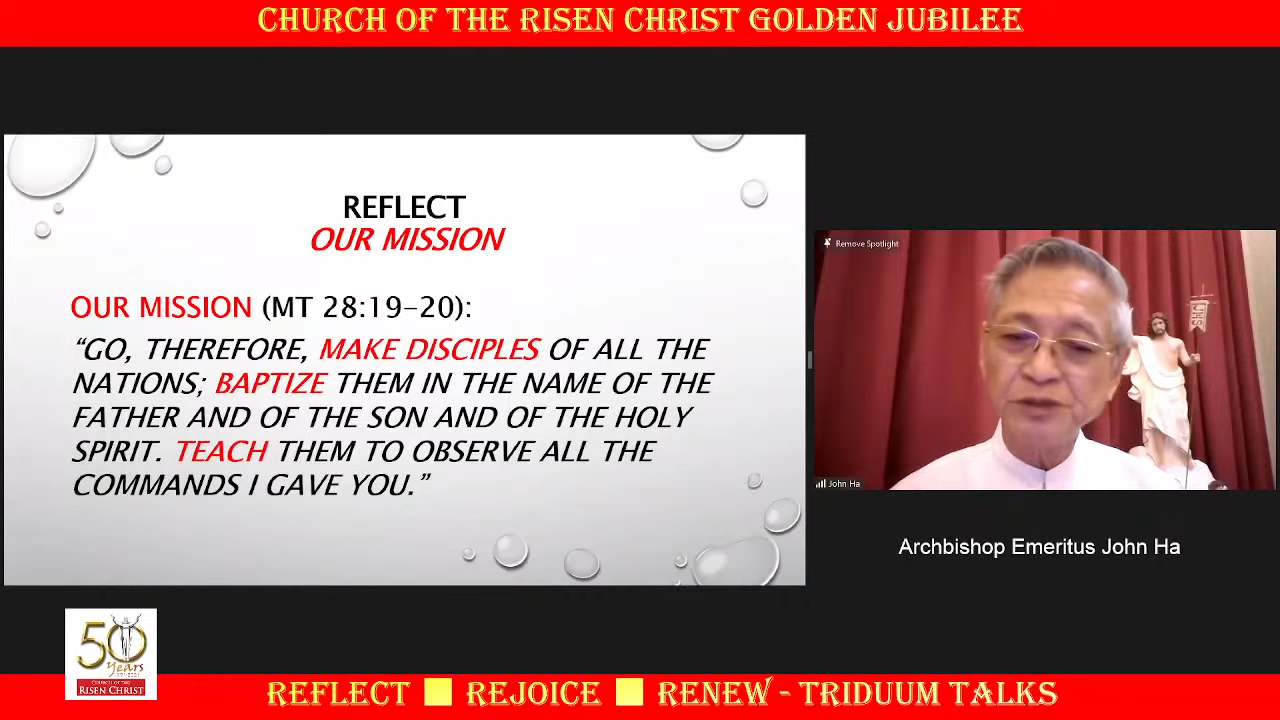 CHURCH OF THE RISEN CHRIST GOLDEN JUBILEE
REFLECT
OUR MISSION
OUR MISSION (MT 28:19-20):
“GO, THEREFORE, MAKE DISCIPLES OF ALL THE
NATIONS; BAPTIZE THEM IN THE NAME OF THE
FATHER AND OF THE SON AND OF THE HOLY
SPIRIT. TEACH THEM TO OBSERVE ALL THE
COMMANDS I GAVE YOU.”
Remove Spotlight
John Ha
Archbishop Emeritus John Ha
50
Years
CHURCH OF THE
RISEN CHRIST
REFLECT REJOICE RENEW - TRIDUUM TALKS